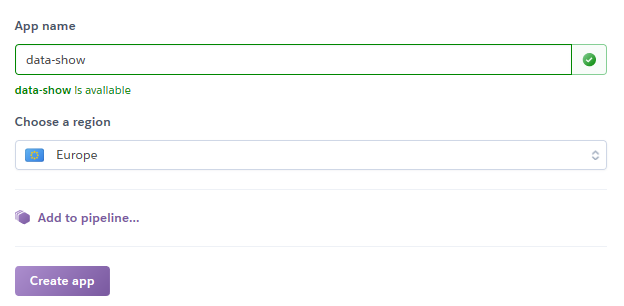 App name
data-show
data-show is available
Choose a region
Europe
Add to pipeline...
Create app